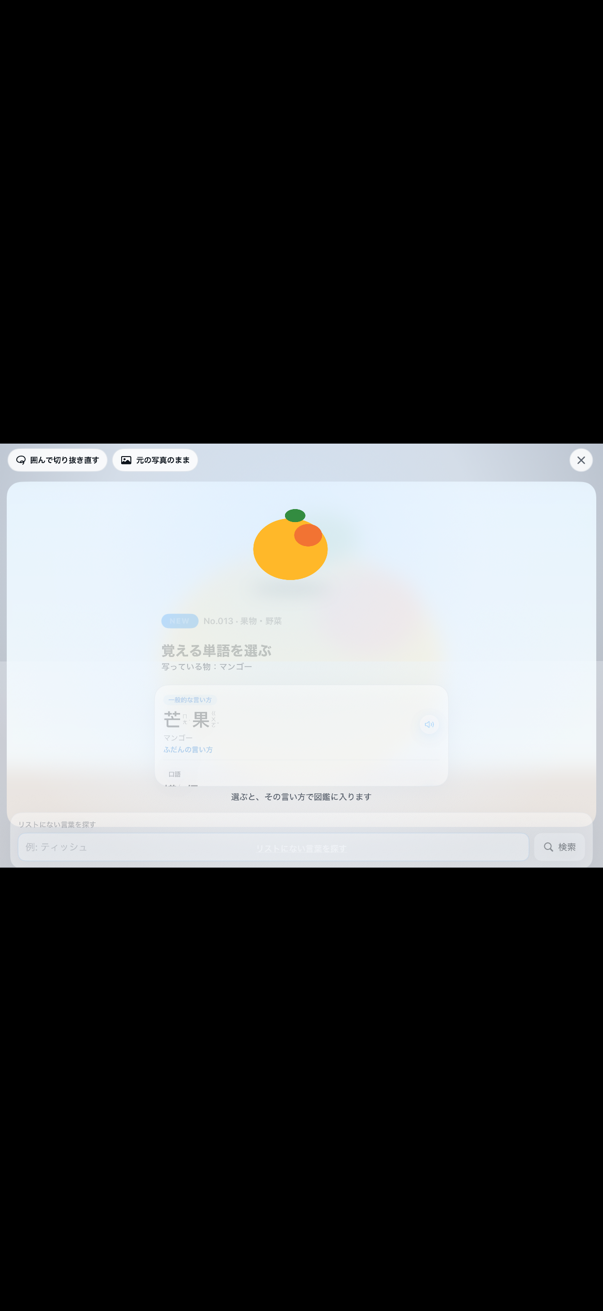 囲んで切り抜き直す
元の写真のまま
NEW No.013・果物・野菜
覚える単語を選ぶ
写っている物：マンゴー
一般的な言い方
芒果
マンゴー
ふだんの言い方
口語
選ぶと、その言い方で図鑑に入ります
リストにない言葉を探す
例: ティッシュ
リストにない言葉を探す
検索